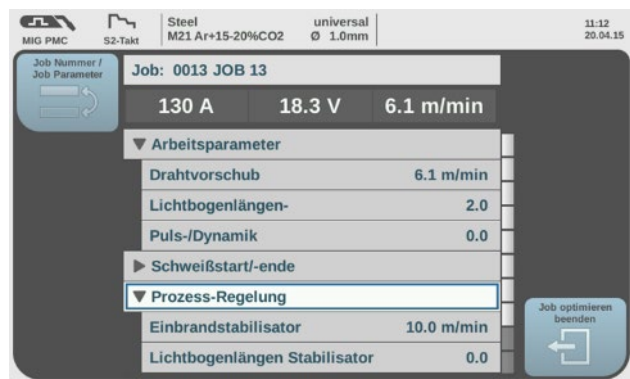 MIG PMC
S2-Takt
Steel universal
M21 Ar+15-20%CO2 Ø 1.0mm
11:12
20.04.15
Job Nummer /
Job Parameter
Job: 0013 JOB 13
130 A 18.3 V 6.1 m/min
Arbeitsparameter
Drahtvorschub 6.1 m/min
Lichtbogenlängen- 2.0
Puls-/Dynamik 0.0
Schweißstart/-ende
Prozess-Regelung
Einbrandstabilisator 10.0 m/min
Lichtbogenlängen Stabilisator 0.0
Job optimieren
beenden